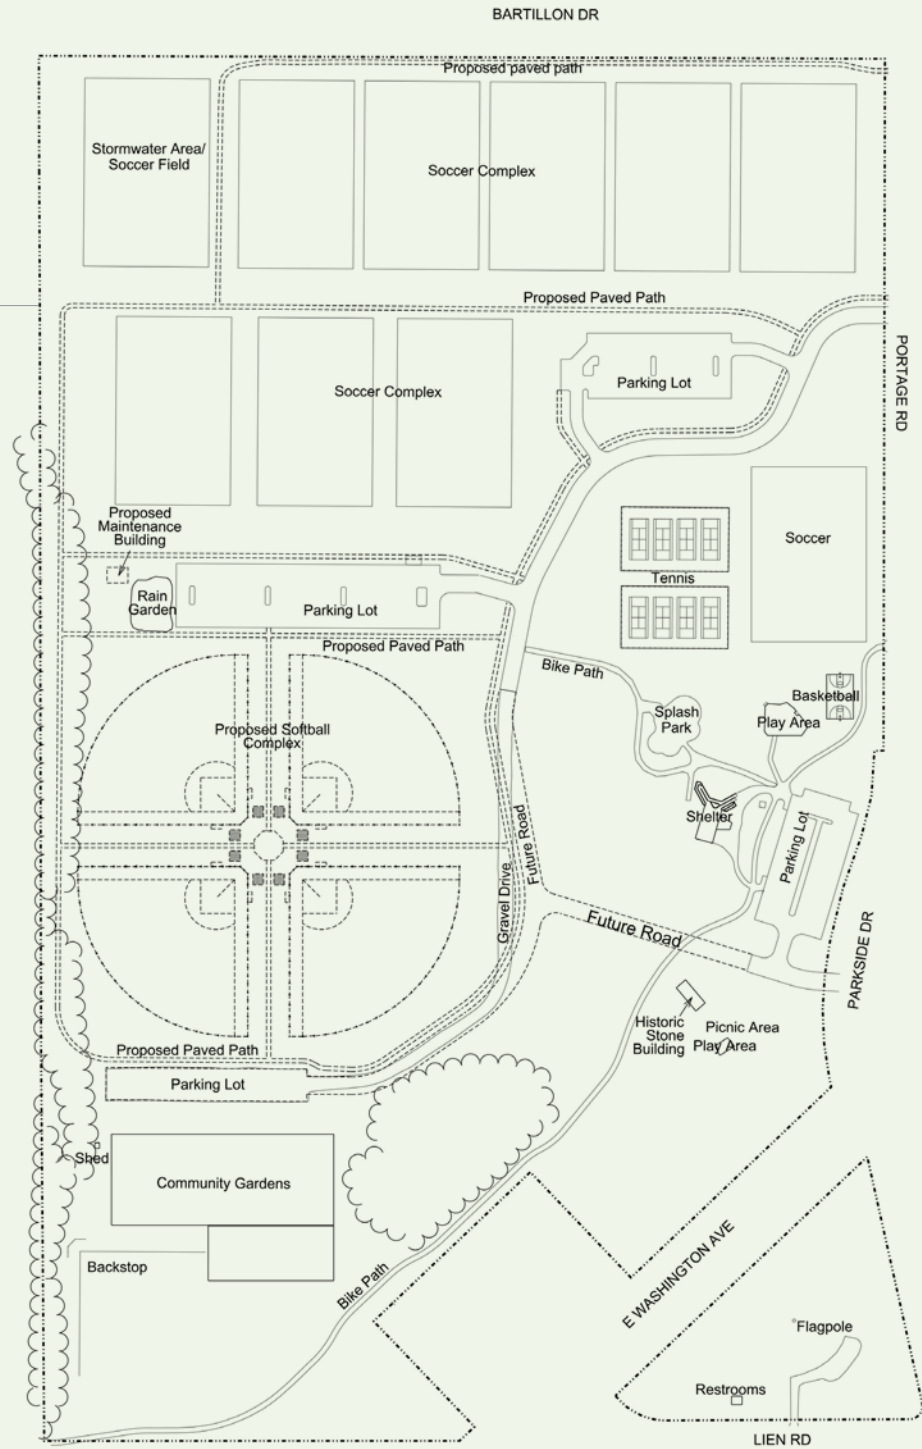 BARTILLON DR
Proposed paved path
Stormwater Area/
Soccer Field
Soccer Complex
Proposed Paved Path
PORTAGE RD
Parking Lot
Soccer Complex
Proposed
Maintenance
Building
Soccer
Tennis
Rain
Garden
Parking Lot
Proposed Paved Path
Bike Path
Basketball
Splash
Park
Play Area
Proposed Softball
Complex
Shelter
Parking Lot
Future Road
Gravel Drive
Future Road
PARKSIDE DR
Historic
Stone
Building
Picnic Area
Play Area
Proposed Paved Path
Parking Lot
Shed
Community Gardens
Backstop
Bike Path
E WASHINGTON AVE
Flagpole
Restrooms
LIEN RD